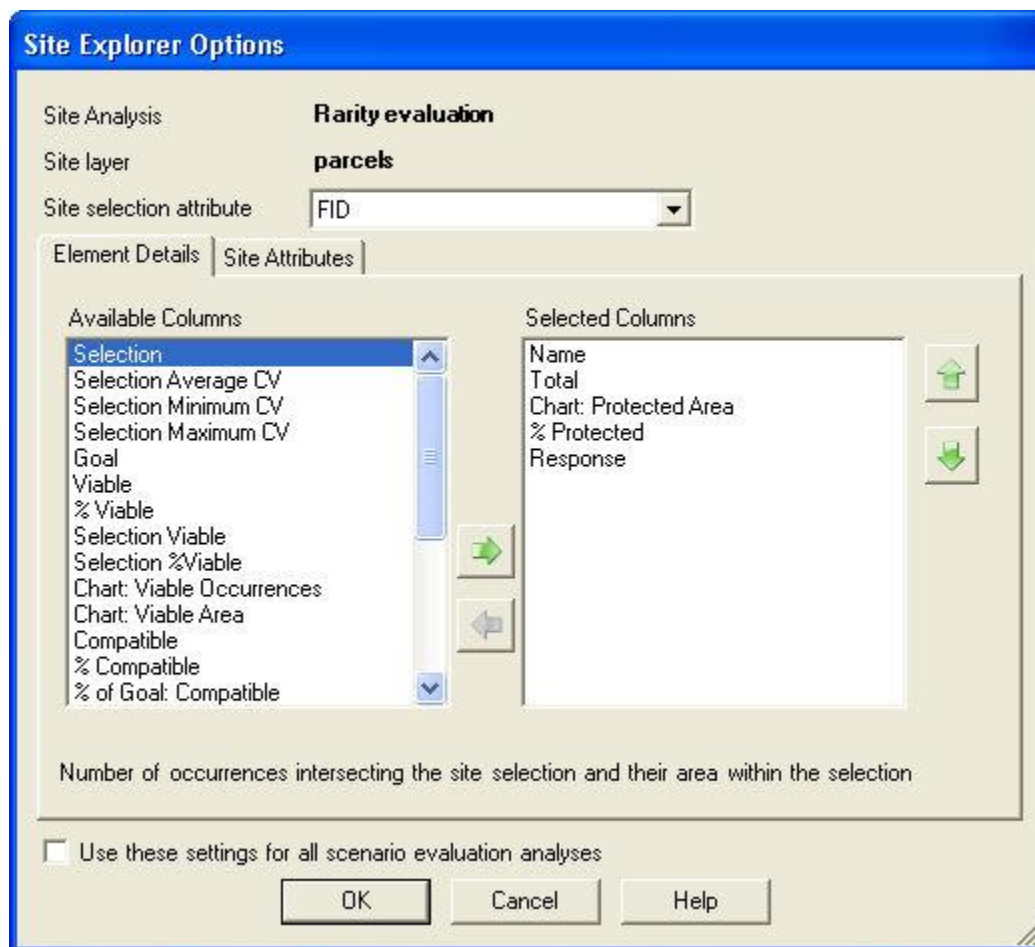 Site Explorer Options
Site Analysis Rarity evaluation
Site layer parcels
Site selection attribute FID
Element Details Site Attributes
Available Columns Selected Columns
Selection
Selection Average CV
Selection Minimum CV
Selection Maximum CV
Goal
Viable
% Viable
Selection Viable
Selection %Viable
Chart: Viable Occurrences
Chart: Viable Area
Compatible
% Compatible
% of Goal: Compatible
Name
Total
Chart: Protected Area
% Protected
Response
Number of occurrences intersecting the site selection and their area within the selection
Use these settings for all scenario evaluation analyses
OK Cancel Help